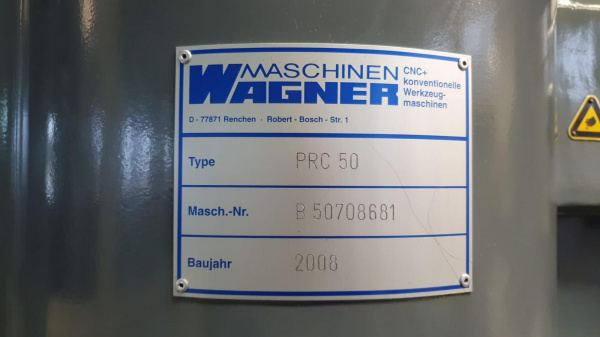 MASCHINEN
WAGNER
CNC+
konventionelle
Werkzeug-
maschinen
D - 77871 Renchen · Robert - Bosch - Str. 1
Type PRC 50
Masch.-Nr. B 50708681
Baujahr 2008